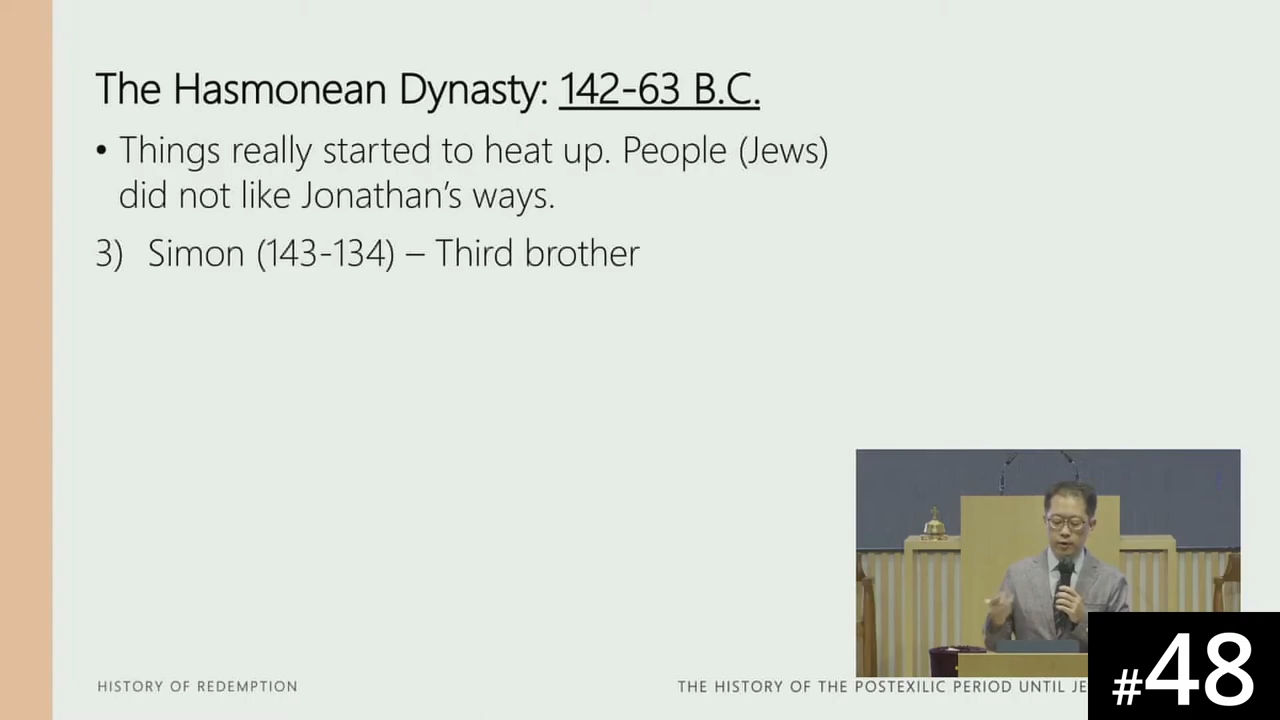 The Hasmonean Dynasty: 142-63 B.C.
• Things really started to heat up. People (Jews)
did not like Jonathan's ways.
3) Simon (143-134) – Third brother
HISTORY OF REDEMPTION
THE HISTORY OF THE POSTEXILIC PERIOD UNTIL
#48